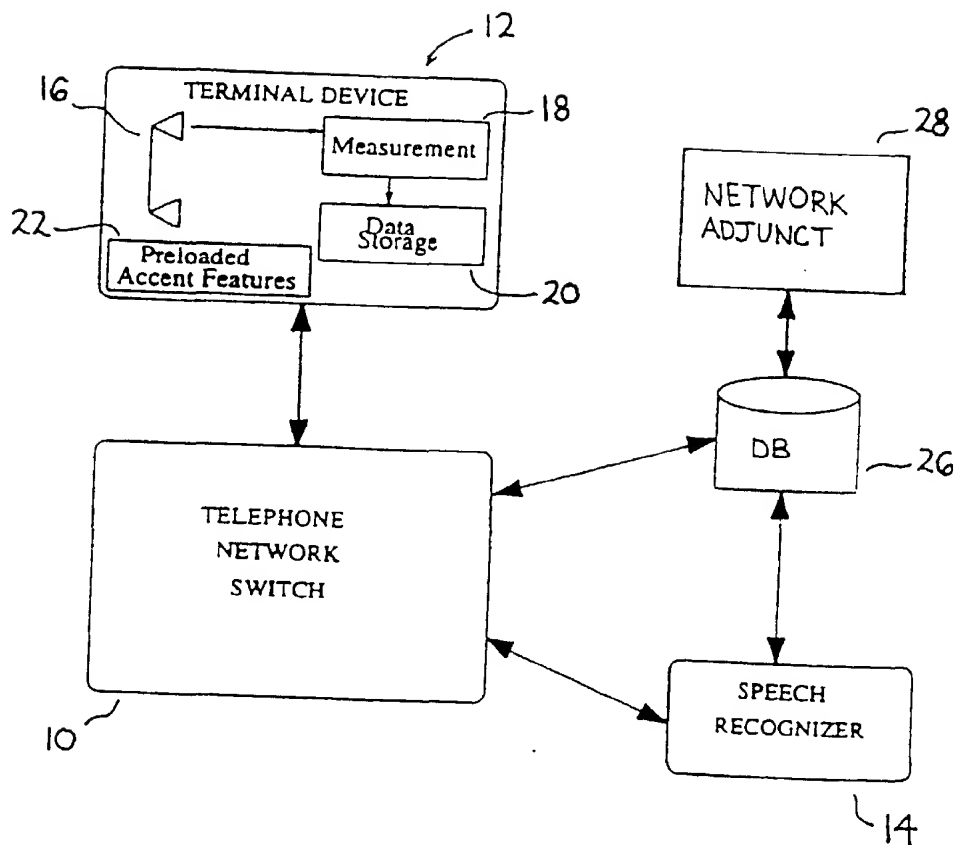 12
TERMINAL DEVICE
16
18
Measurement
28
NETWORK
ADJUNCT
22
Data
Storage
Preloaded
Accent Features
20
DB
26
TELEPHONE
NETWORK
SWITCH
SPEECH
RECOGNIZER
10
14